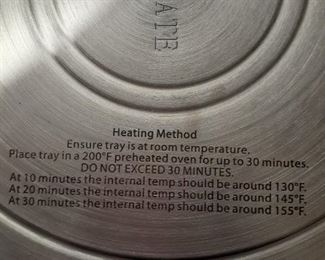 ATE
Heating Method
Ensure tray is at room temperature.
Place tray in a 200°F preheated oven for up to 30 minutes.
DO NOT EXCEED 30 MINUTES.
At 10 minutes the internal temp should be around 130°F.
At 20 minutes the internal temp should be around 145°F.
At 30 minutes the internal temp should be around 155°F.